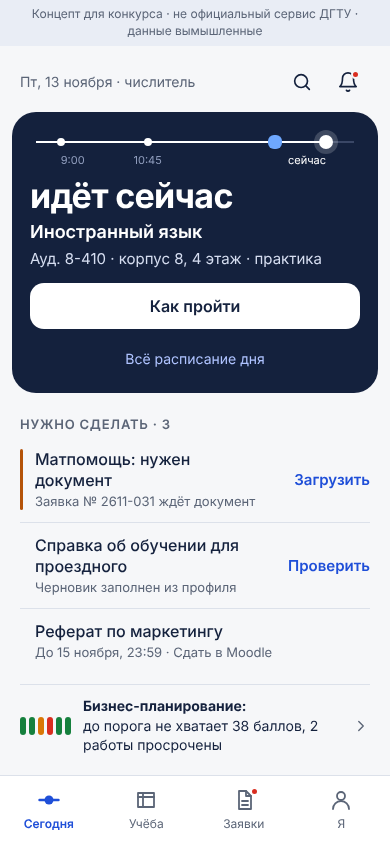 Концепт для конкурса · не официальный сервис ДГТУ ·
данные вымышленные
Пт, 13 ноября · числитель
9:00
10:45
сейчас
идёт сейчас
Иностранный язык
Ауд. 8-410 · корпус 8, 4 этаж · практика
Как пройти
Всё расписание дня
НУЖНО СДЕЛАТЬ · 3
Матпомощь: нужен
документ
Заявка № 2611-031 ждёт документ
Загрузить
Справка об обучении для
проездного
Черновик заполнен из профиля
Проверить
Реферат по маркетингу
До 15 ноября, 23:59 · Сдать в Moodle
Бизнес-планирование:
до порога не хватает 38 баллов, 2
работы просрочены
Сегодня
Учёба
Заявки
Я